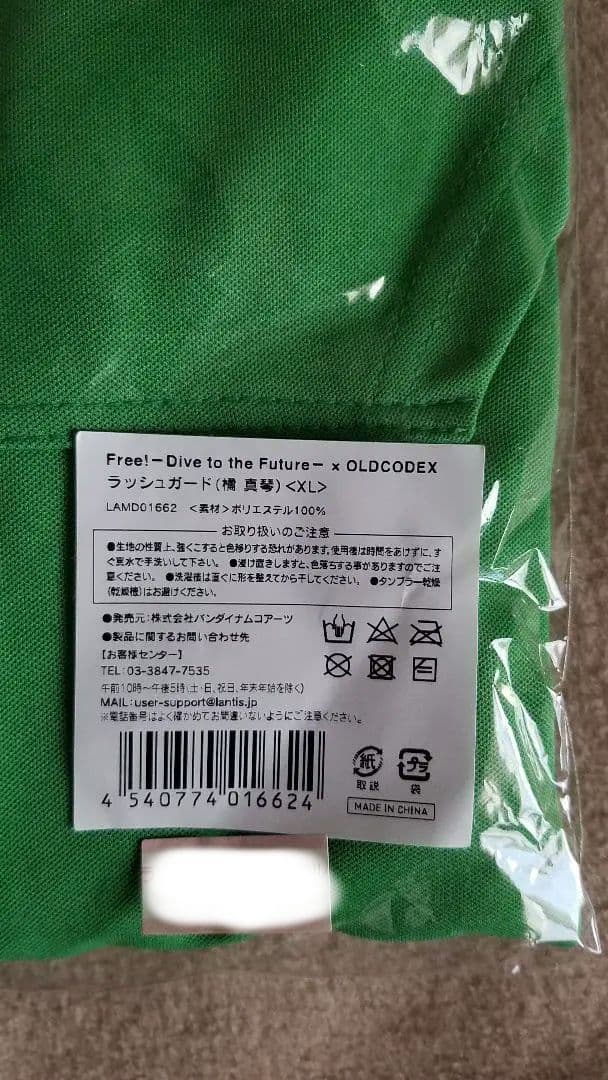 Free!－Dive to the Future－ × OLDCODEX
ラッシュガード(橘 真琴)<XL>
LAMD01662 <素材>ポリエステル100%
お取り扱いのご注意
●生地の性質上、強くこすると色移りする恐れがあります。使用後は時間をあけずに、す
ぐ真水で手洗いして下さい。 ●浸け置きしますと、色落ちする事がありますのでご注
意ください。 ●洗濯後は直ぐに形を整えてから干してください。 ●タンブラー乾燥
(乾燥機)はお避けください。
●発売元：株式会社バンダイナムコアーツ
●製品に関するお問い合わせ先
【お客様センター】
TEL：03-3847-7535
午前10時～午後5時（土・日、祝日、年末年始を除く）
MAIL：user-support@lantis.jp
※電話番号はよく確かめてお間違いないようにご注意ください。
4 540774 016624
紙
取説
プラ
袋
MADE IN CHINA